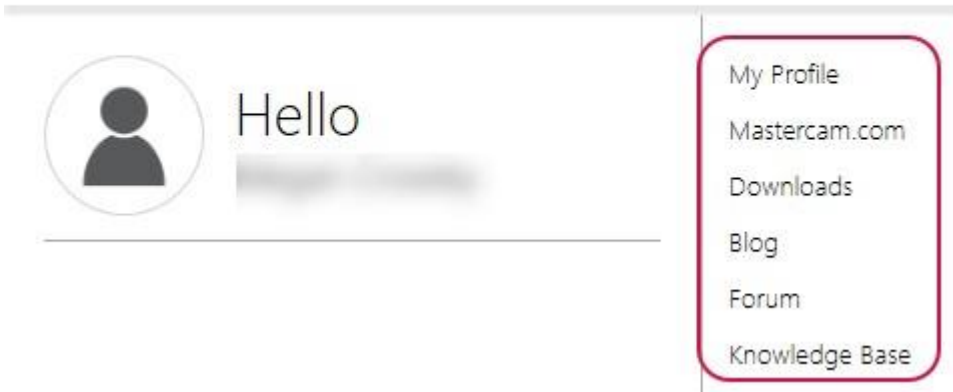 Hello
My Profile
Mastercam.com
Downloads
Blog
Forum
Knowledge Base